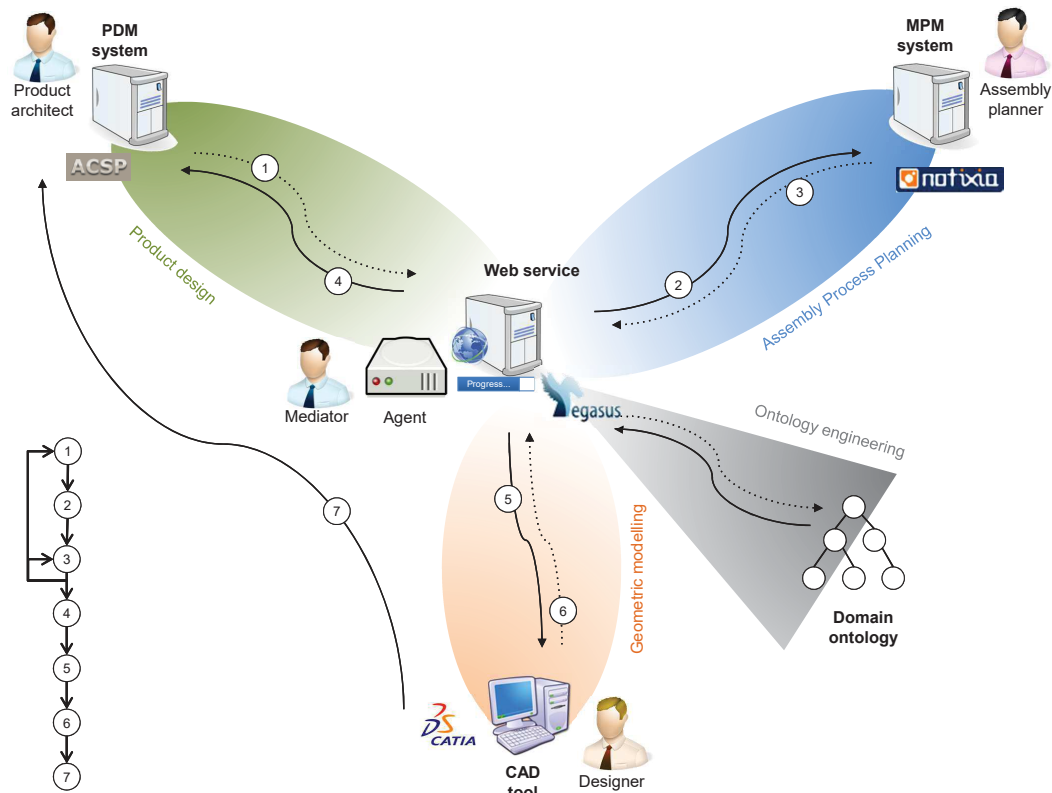 PDM
system
Product
architect
ACSP
MPM
system
Assembly
planner
notixia
1
3
Product design
4
Web service
2
Assembly Process Planning
Progress...
Mediator
Agent
egasus
Ontology engineering
1
2
3
4
5
6
7
7
5
6
Geometric modelling
Domain
ontology
DS
CATIA
CAD
tool
Designer